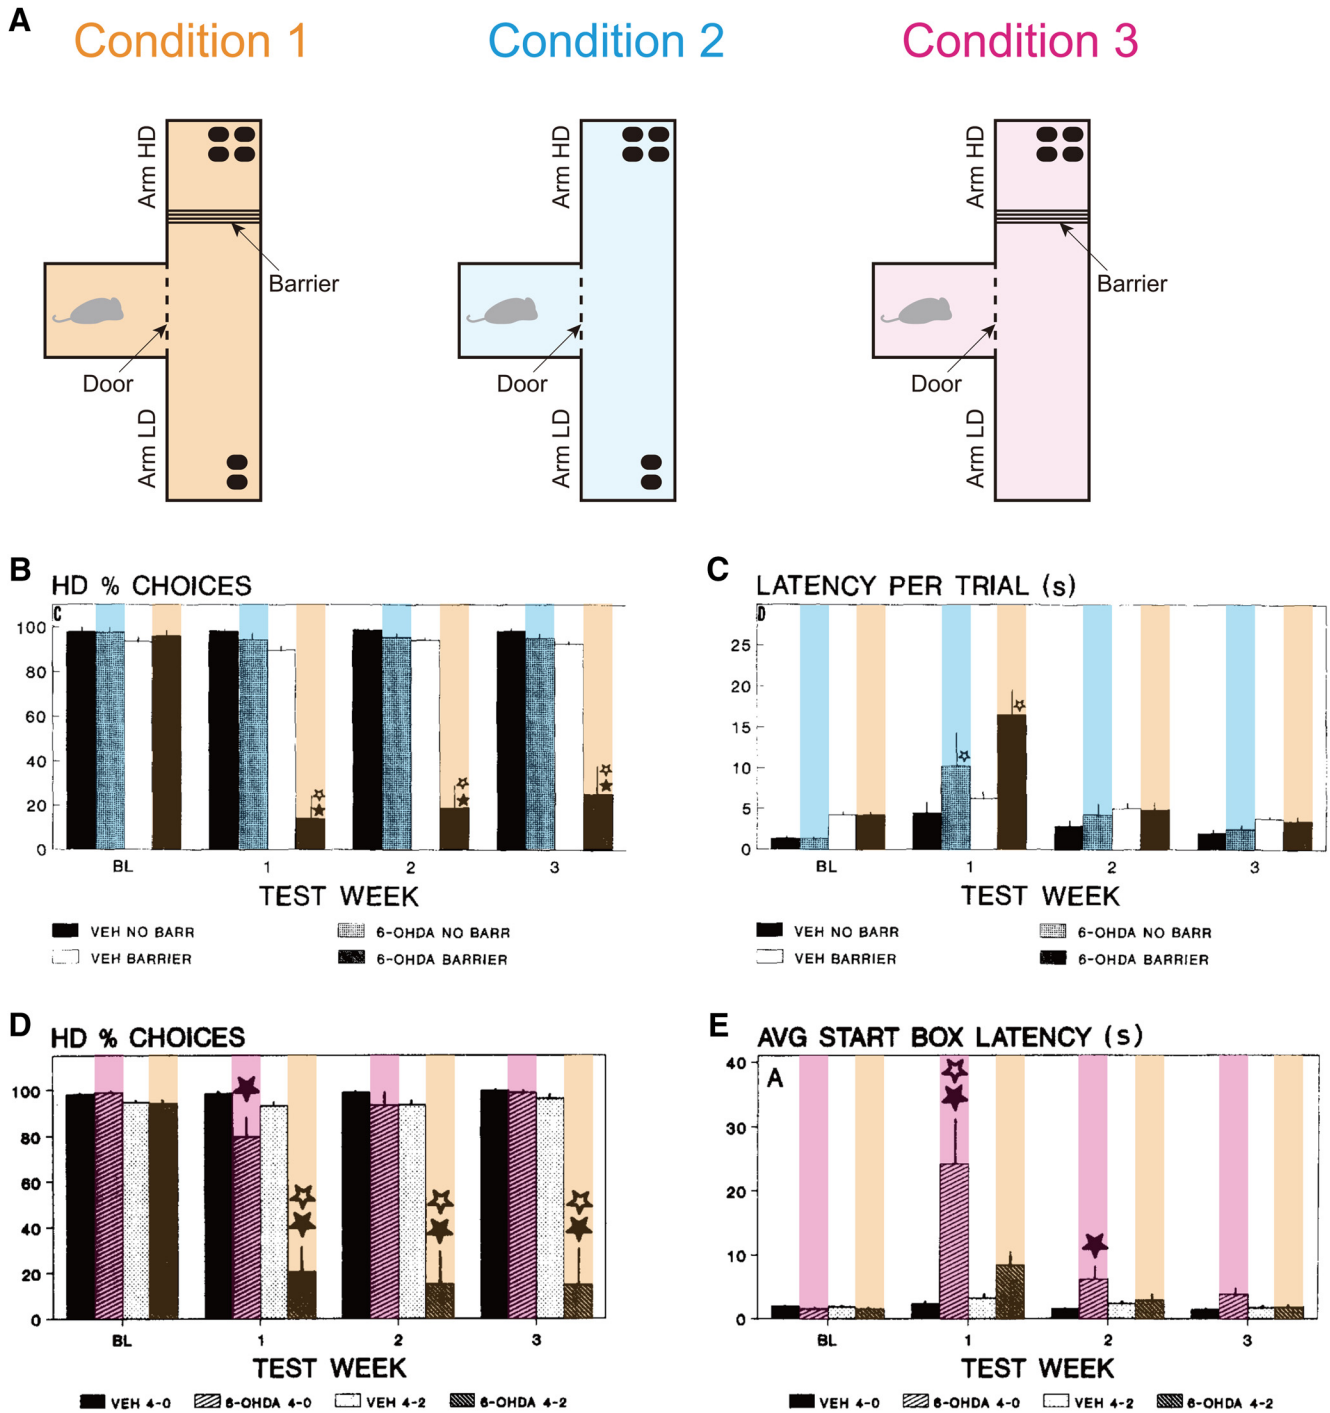 A
Condition 1
Condition 2
Condition 3
Arm HD
Arm HD
Arm HD
Barrier
Barrier
Door
Door
Door
Arm LD
Arm LD
Arm LD
B
HD % CHOICES
C
100
80
60
40
20
0
BL
1
2
3
TEST WEEK
VEH NO BARR
6-OHDA NO BARR
VEH BARRIER
6-OHDA BARRIER
C
LATENCY PER TRIAL (s)
D
25
20
15
10
5
0
BL
1
2
3
TEST WEEK
VEH NO BARR
6-OHDA NO BARR
VEH BARRIER
6-OHDA BARRIER
D
HD % CHOICES
100
80
60
40
20
0
BL
1
2
3
TEST WEEK
VEH 4-0
6-OHDA 4-0
VEH 4-2
6-OHDA 4-2
E
AVG START BOX LATENCY (s)
A
40
30
20
10
0
BL
1
2
3
TEST WEEK
VEH 4-0
6-OHDA 4-0
VEH 4-2
6-OHDA 4-2